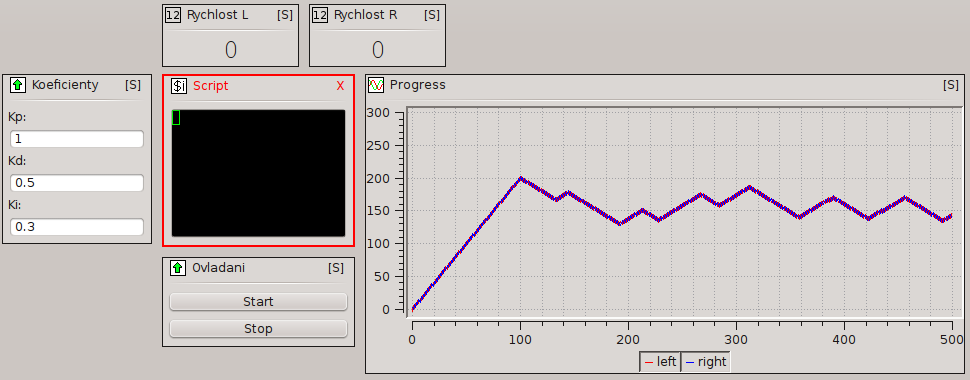 12 Rychlost L [S]
0
12 Rychlost R [S]
0
Koeficienty [S]
Kp:
1
Kd:
0.5
Ki:
0.3
$i Script X
Ovladani [S]
Start
Stop
Progress [S]
300
250
200
150
100
50
0
0 100 200 300 400 500
left right